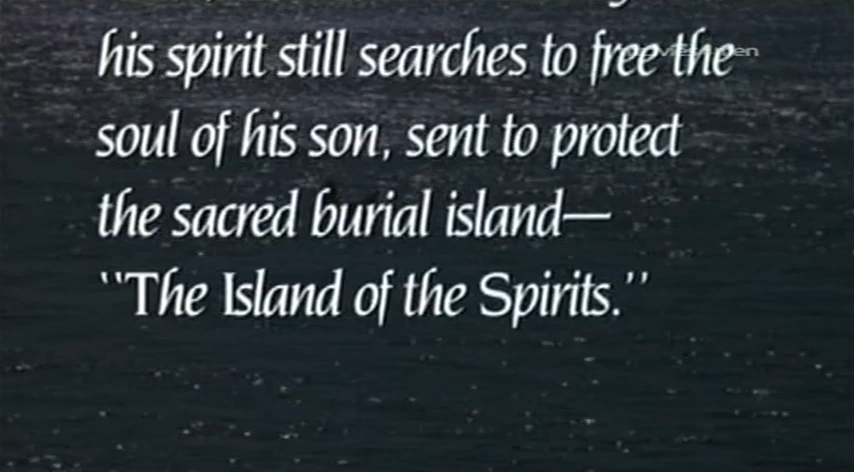 his spirit still searches to free the
soul of his son, sent to protect
the sacred burial island—
"The Island of the Spirits."